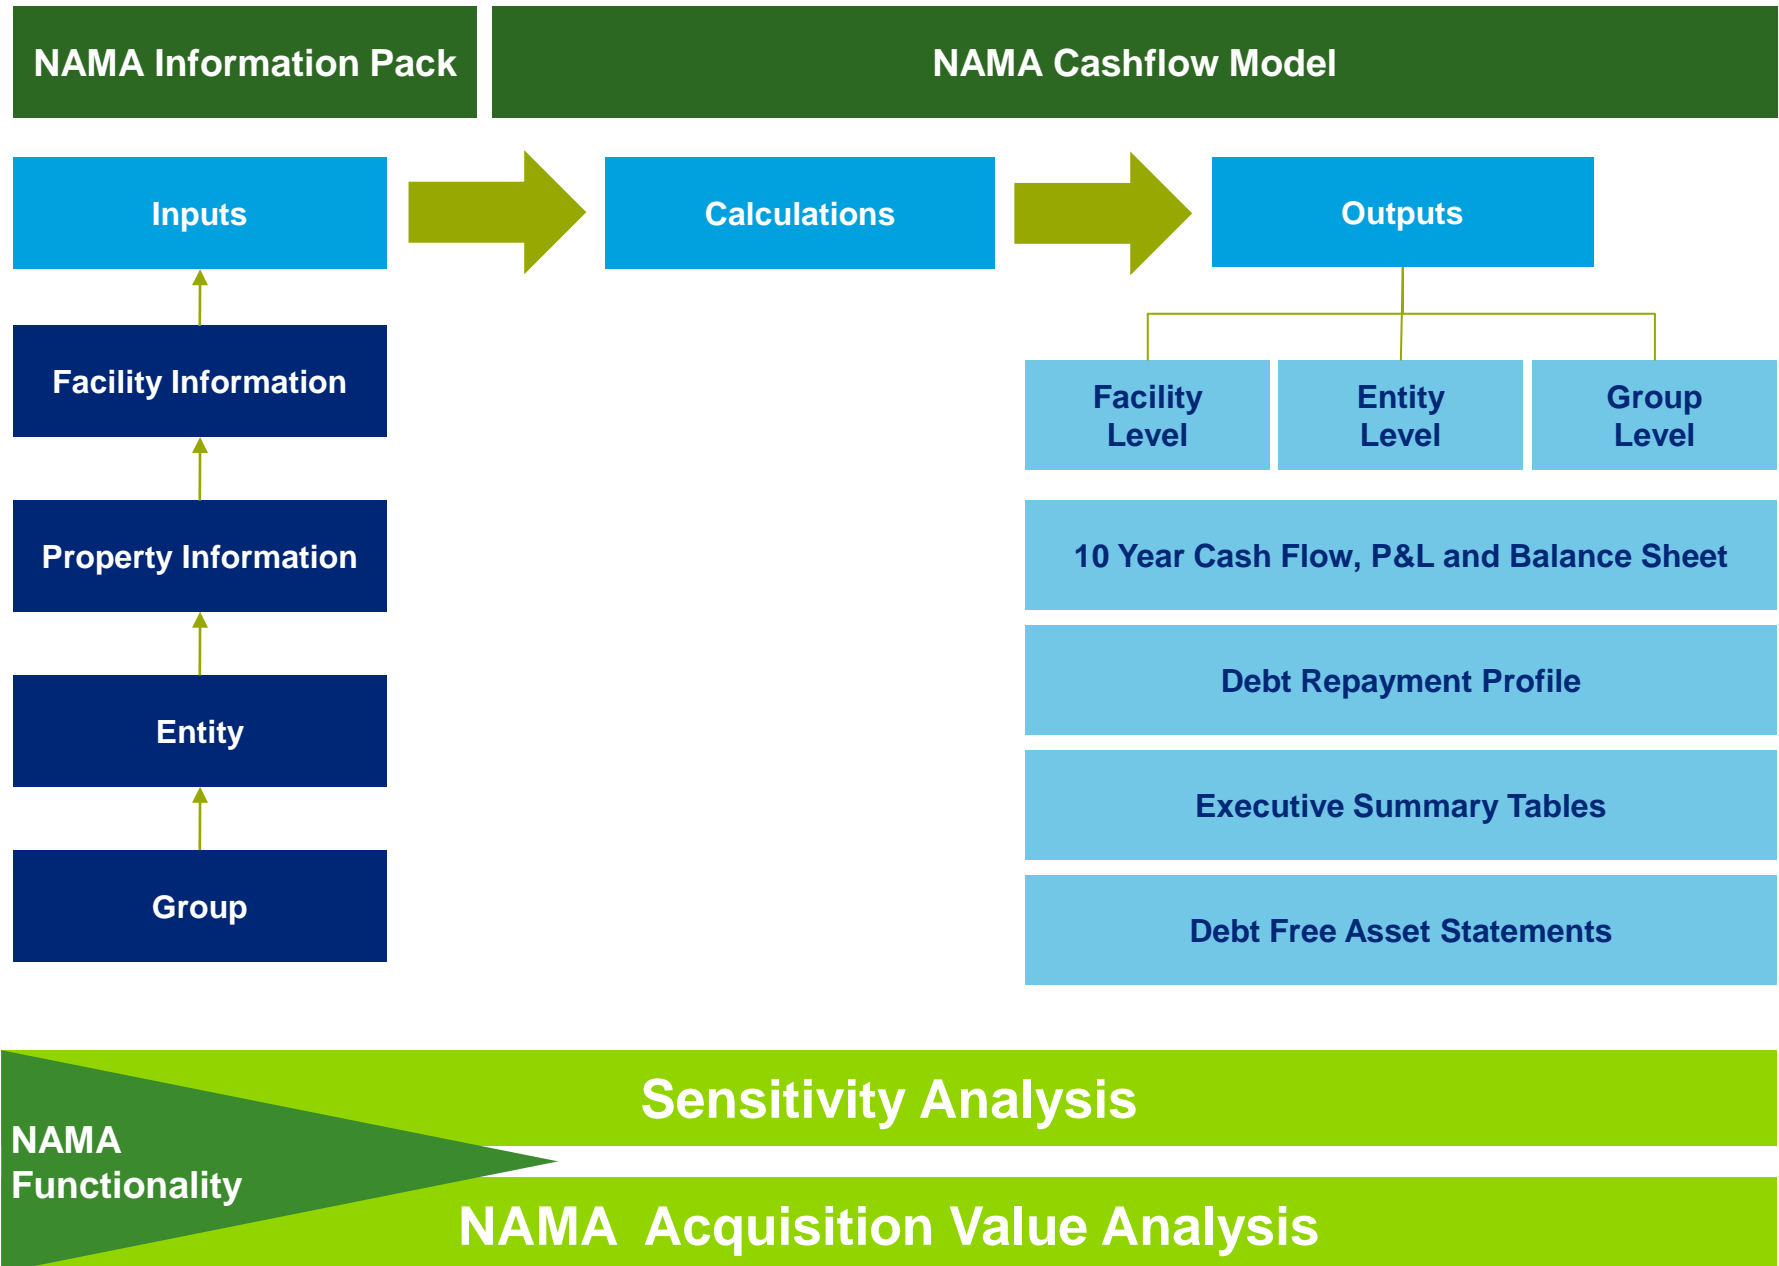 NAMA Information Pack
NAMA Cashflow Model
Inputs
Calculations
Outputs
Facility Information
Property Information
Entity
Group
Facility
Level
Entity
Level
Group
Level
10 Year Cash Flow, P&L and Balance Sheet
Debt Repayment Profile
Executive Summary Tables
Debt Free Asset Statements
NAMA
Functionality
Sensitivity Analysis
NAMA Acquisition Value Analysis